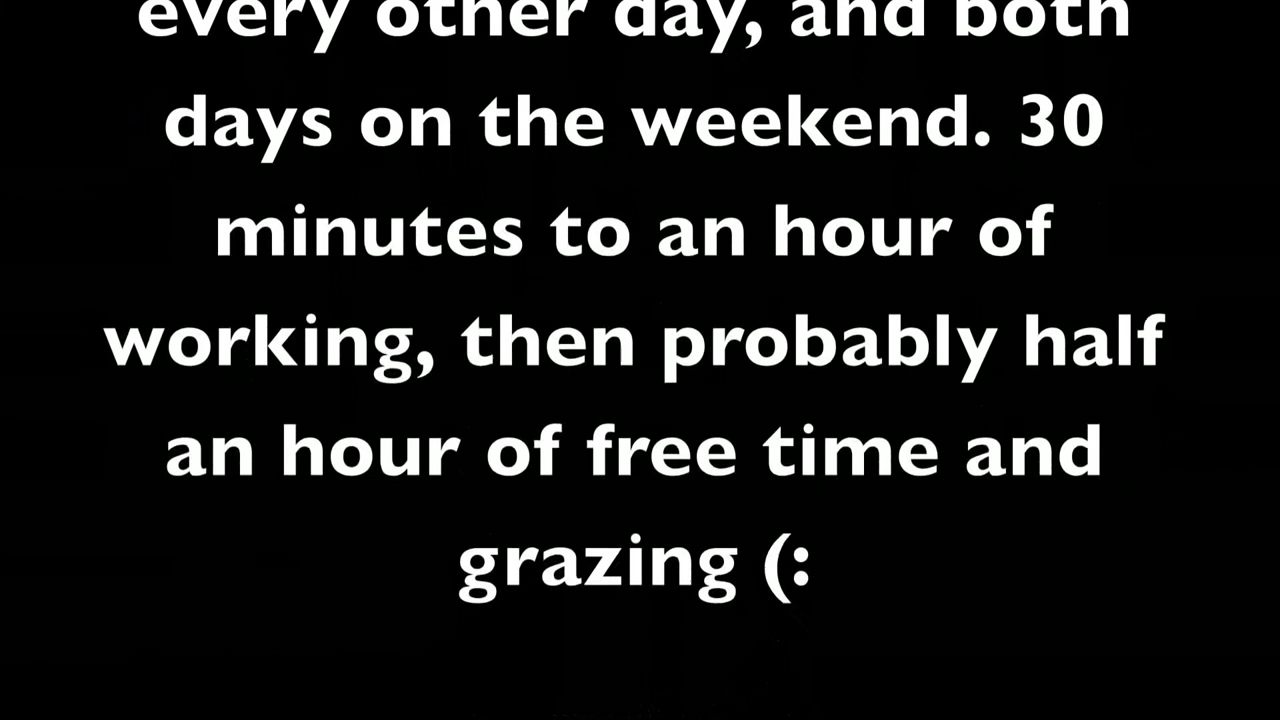 every other day, and both
days on the weekend. 30
minutes to an hour of
working, then probably half
an hour of free time and
grazing (: